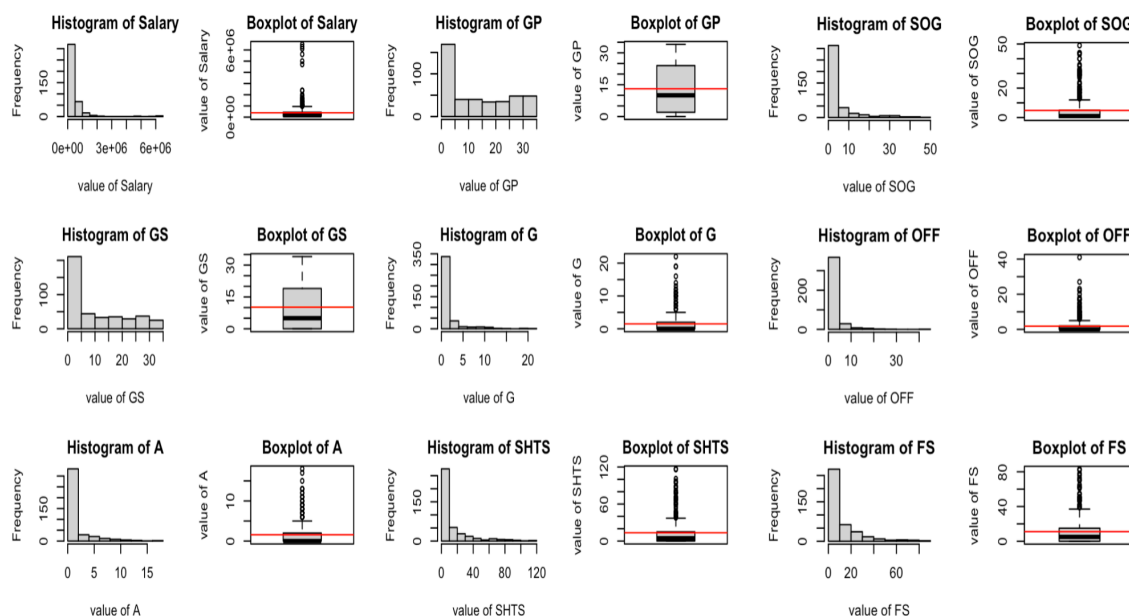 Histogram of Salary
Frequency
0 150
0e+00 3e+06 6e+06
value of Salary
Boxplot of Salary
value of Salary
0e+00 6e+06
Histogram of GP
Frequency
0 50 150
0 10 20 30
value of GP
Boxplot of GP
value of GP
0 15 30
Histogram of SOG
Frequency
0 150
0 10 30 50
value of SOG
Boxplot of SOG
value of SOG
0 20 50
Histogram of GS
Frequency
0 100
0 10 20 30
value of GS
Boxplot of GS
value of GS
0 15 30
Histogram of G
Frequency
0 150 350
0 5 10 20
value of G
Boxplot of G
value of G
0 10 20
Histogram of OFF
Frequency
0 200
0 10 30
value of OFF
Boxplot of OFF
value of OFF
0 20 40
Histogram of A
Frequency
0 150
0 5 10 15
value of A
Boxplot of A
value of A
0 10
Histogram of SHTS
Frequency
0 150
0 40 80 120
value of SHTS
Boxplot of SHTS
value of SHTS
0 60 120
Histogram of FS
Frequency
0 150
0 20 60
value of FS
Boxplot of FS
value of FS
0 40 80